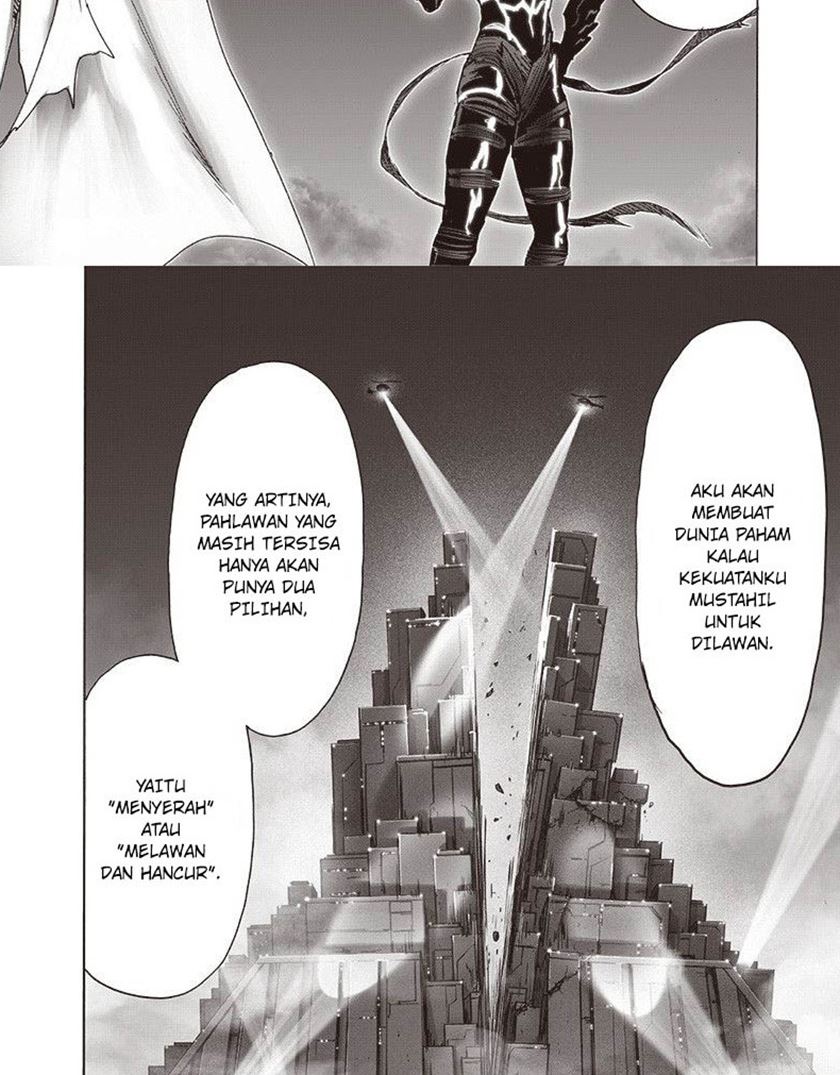 AKU AKAN
MEMBUAT
DUNIA PAHAM
KALAU
KEKUATANKU
MUSTAHIL
UNTUK
DILAWAN.
YANG ARTINYA,
PAHLAWAN YANG
MASIH TERSISA
HANYA AKAN
PUNYA DUA
PILIHAN,
YAITU
"MENYERAH"
ATAU
"MELAWAN
DAN HANCUR".